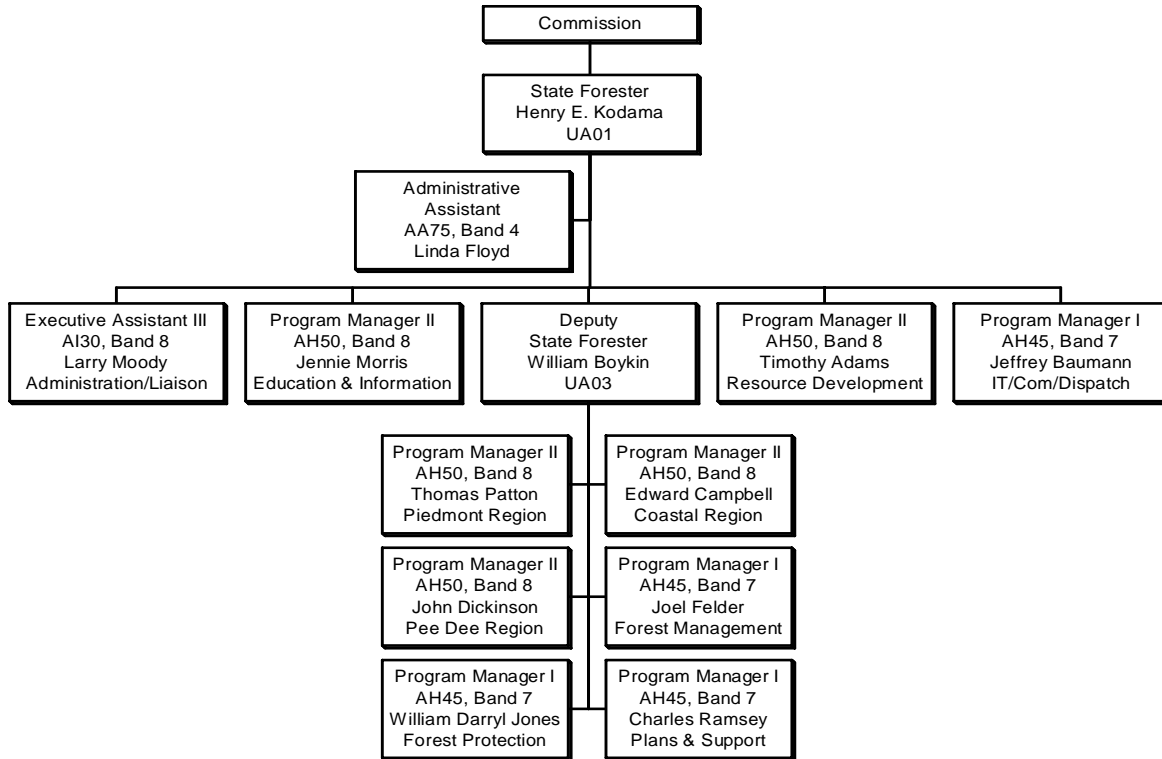 Commission
State Forester
Henry E. Kodama
UA01
Administrative
Assistant
AA75, Band 4
Linda Floyd
Executive Assistant III
AI30, Band 8
Larry Moody
Administration/Liaison
Program Manager II
AH50, Band 8
Jennie Morris
Education & Information
Deputy
State Forester
William Boykin
UA03
Program Manager II
AH50, Band 8
Timothy Adams
Resource Development
Program Manager I
AH45, Band 7
Jeffrey Baumann
IT/Com/Dispatch
Program Manager II
AH50, Band 8
Thomas Patton
Piedmont Region
Program Manager II
AH50, Band 8
Edward Campbell
Coastal Region
Program Manager II
AH50, Band 8
John Dickinson
Pee Dee Region
Program Manager I
AH45, Band 7
Joel Felder
Forest Management
Program Manager I
AH45, Band 7
William Darryl Jones
Forest Protection
Program Manager I
AH45, Band 7
Charles Ramsey
Plans & Support